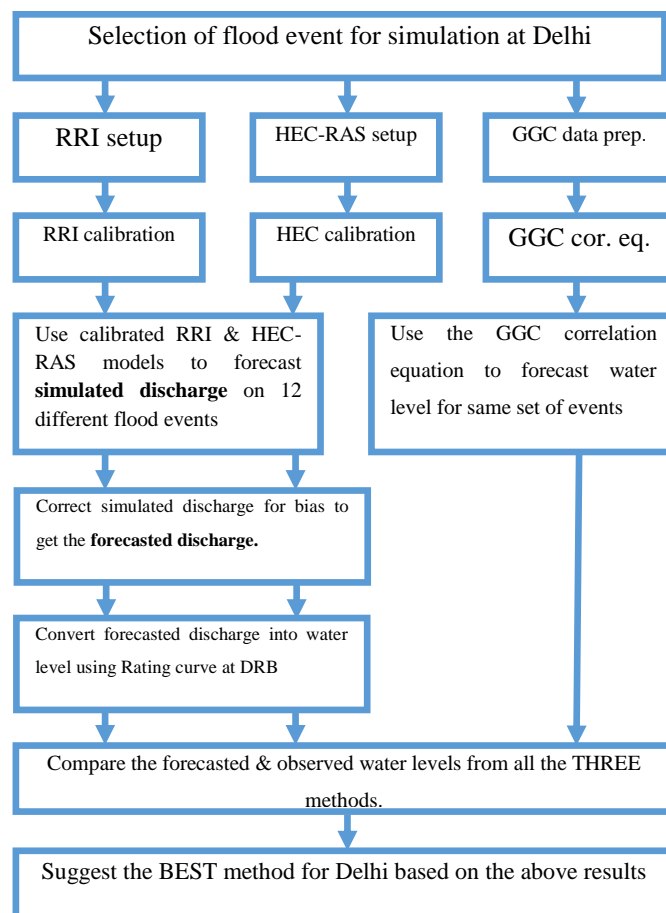 Selection of flood event for simulation at Delhi
RRI setup
HEC-RAS setup
GGC data prep.
RRI calibration
HEC calibration
GGC cor. eq.
Use calibrated RRI & HEC-
RAS models to forecast
simulated discharge on 12
different flood events
Use the GGC correlation
equation to forecast water
level for same set of events
Correct simulated discharge for bias to
get the forecasted discharge.
Convert forecasted discharge into water
level using Rating curve at DRB
Compare the forecasted & observed water levels from all the THREE
methods.
Suggest the BEST method for Delhi based on the above results